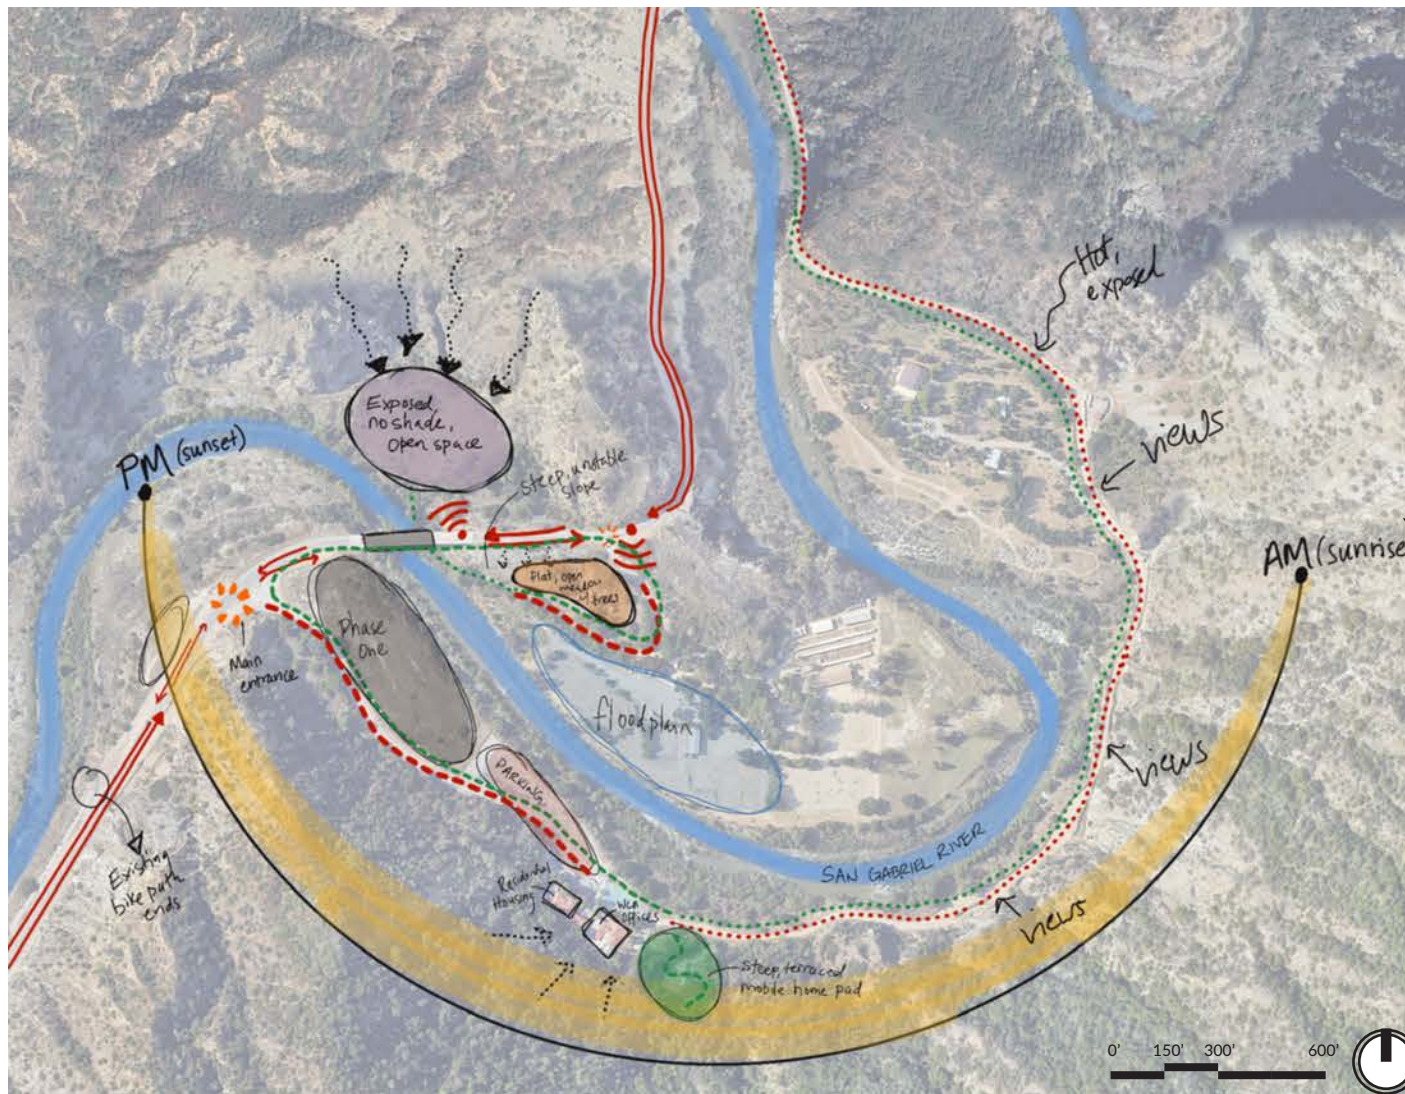 Hot,
exposed
Exposed,
no shade,
open space
views
PM (sunset)
steep, unstable
slope
AM (sunrise
Flat, open
meadow
trees
Phase
One
Main
entrance
floodplain
PARKING
views
SAN GABRIEL RIVER
Existing
bike path
ends
Residential
Housing
WCA
offices
views
steep, terraced
mobile home pad
0' 150' 300' 600'